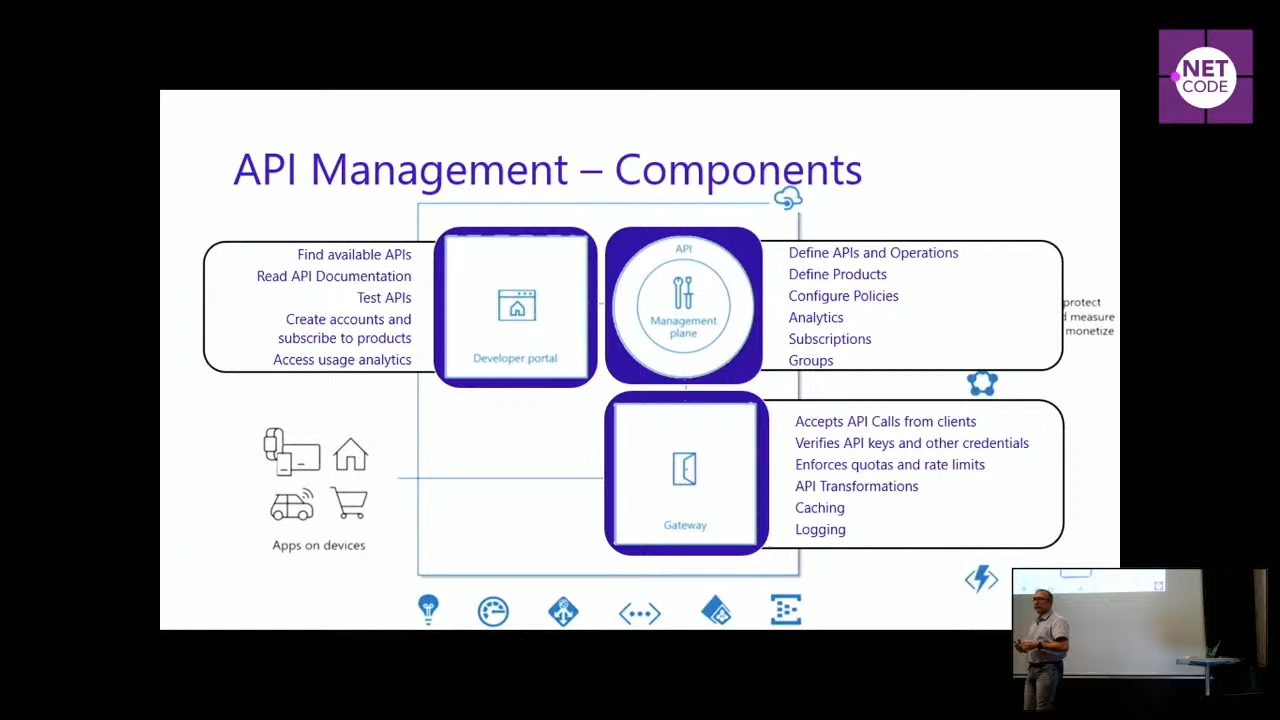 NET
CODE
API Management – Components
Find available APIs
Read API Documentation
Test APIs
Create accounts and
subscribe to products
Access usage analytics
Developer portal
API
Management
plane
Define APIs and Operations
Define Products
Configure Policies
Analytics
Subscriptions
Groups
protect
measure
monetize
Accepts API Calls from clients
Verifies API keys and other credentials
Enforces quotas and rate limits
API Transformations
Caching
Logging
Gateway
Apps on devices